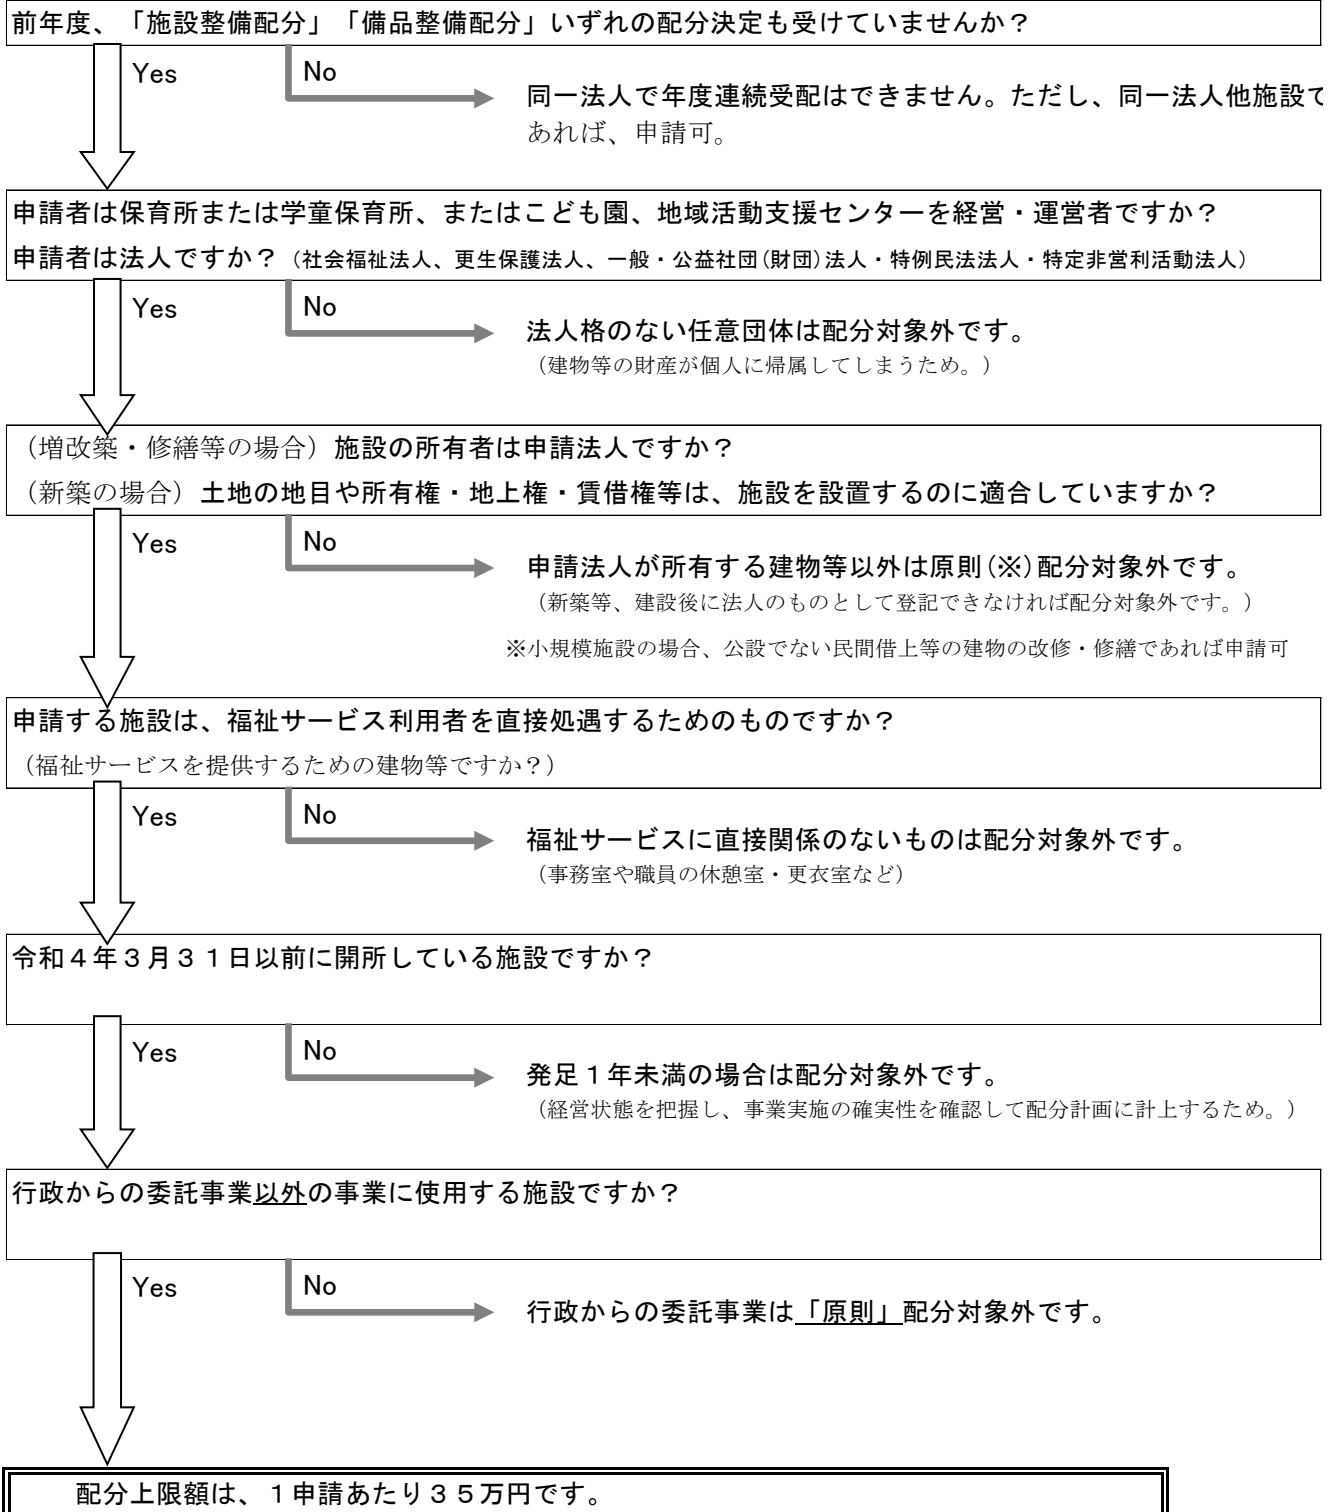 前年度、「施設整備配分」「備品整備配分」いずれの配分決定も受けていませんか？
Yes
No
同一法人で年度連続受配はできません。ただし、同一法人他施設で
あれば、申請可。
申請者は保育所または学童保育所、またはこども園、地域活動支援センターを経営・運営者ですか？
申請者は法人ですか？（社会福祉法人、更生保護法人、一般・公益社団(財団)法人・特例民法法人・特定非営利活動法人）
Yes
No
法人格のない任意団体は配分対象外です。
（建物等の財産が個人に帰属してしまうため。）
（増改築・修繕等の場合）施設の所有者は申請法人ですか？
（新築の場合）土地の地目や所有権・地上権・賃借権等は、施設を設置するのに適合していますか？
Yes
No
申請法人が所有する建物等以外は原則(※)配分対象外です。
（新築等、建設後に法人のものとして登記できなければ配分対象外です。）
※小規模施設の場合、公設でない民間借上等の建物の改修・修繕であれば申請可
申請する施設は、福祉サービス利用者を直接処遇するためのものですか？
（福祉サービスを提供するための建物等ですか？）
Yes
No
福祉サービスに直接関係のないものは配分対象外です。
（事務室や職員の休憩室・更衣室など）
令和４年３月３１日以前に開所している施設ですか？
Yes
No
発足１年未満の場合は配分対象外です。
（経営状態を把握し、事業実施の確実性を確認して配分計画に計上するため。）
行政からの委託事業以外の事業に使用する施設ですか？
Yes
No
行政からの委託事業は「原則」配分対象外です。
配分上限額は、１申請あたり３５万円です。